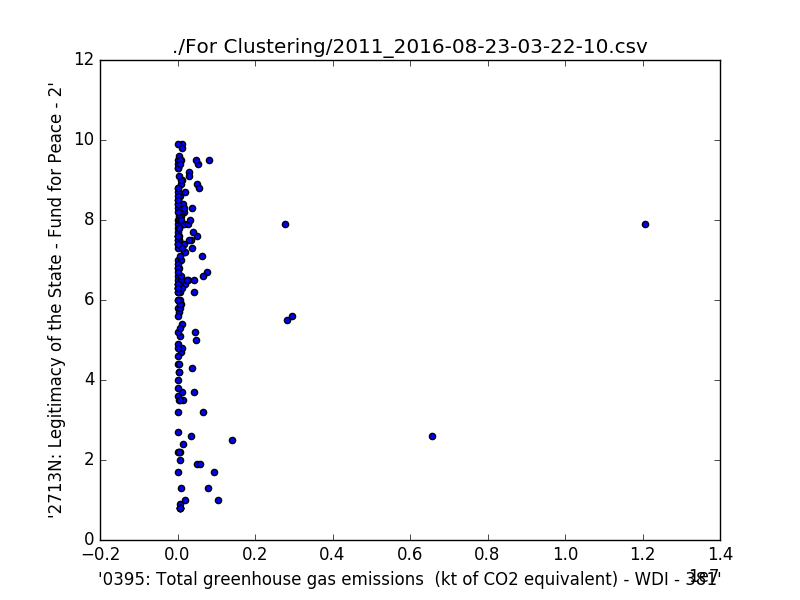 ./For Clustering/2011_2016-08-23-03-22-10.csv
12
10
8
6
4
2
0
'2713N: Legitimacy of the State - Fund for Peace - 2'
−0.2 0.0 0.2 0.4 0.6 0.8 1.0 1.2 1.4
1e7
'0395: Total greenhouse gas emissions (kt of CO2 equivalent) - WDI - 381'